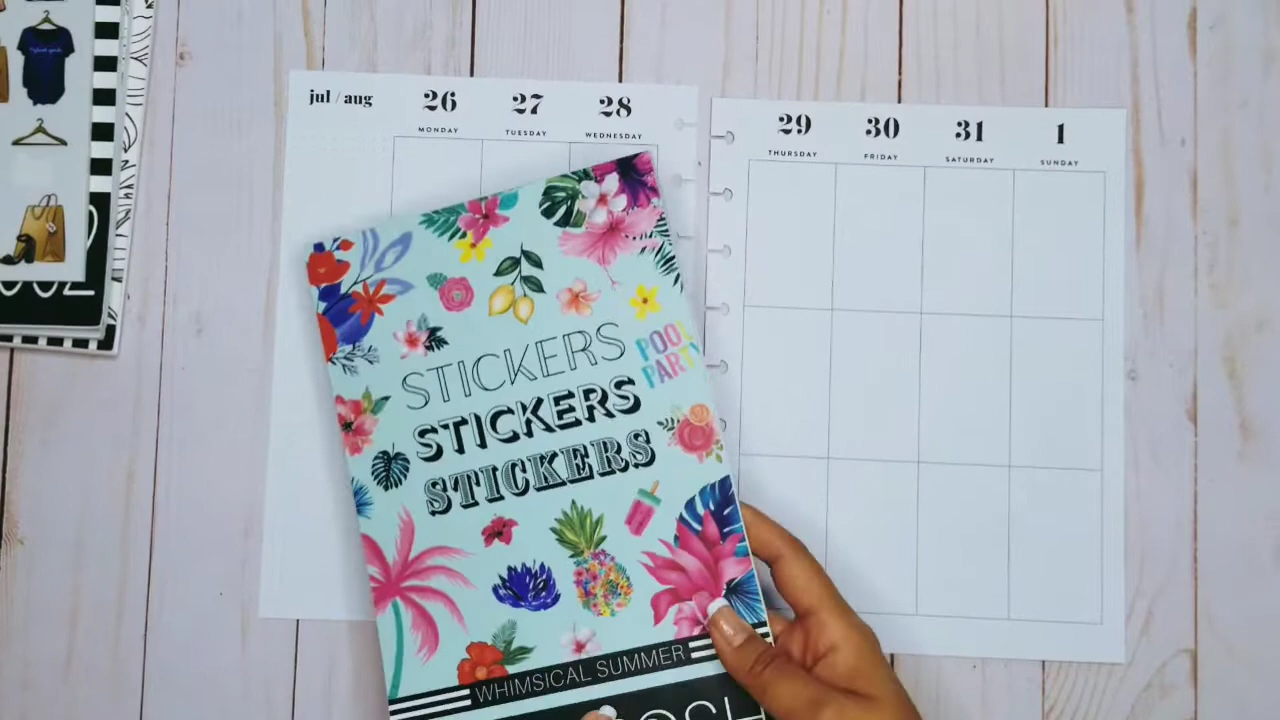 jul / aug
26 27 28
MONDAY TUESDAY WEDNESDAY
29 30 31 1
THURSDAY FRIDAY SATURDAY SUNDAY
STICKERS
STICKERS
STICKERS
POOL
PARTY
WHIMSICAL SUMMER